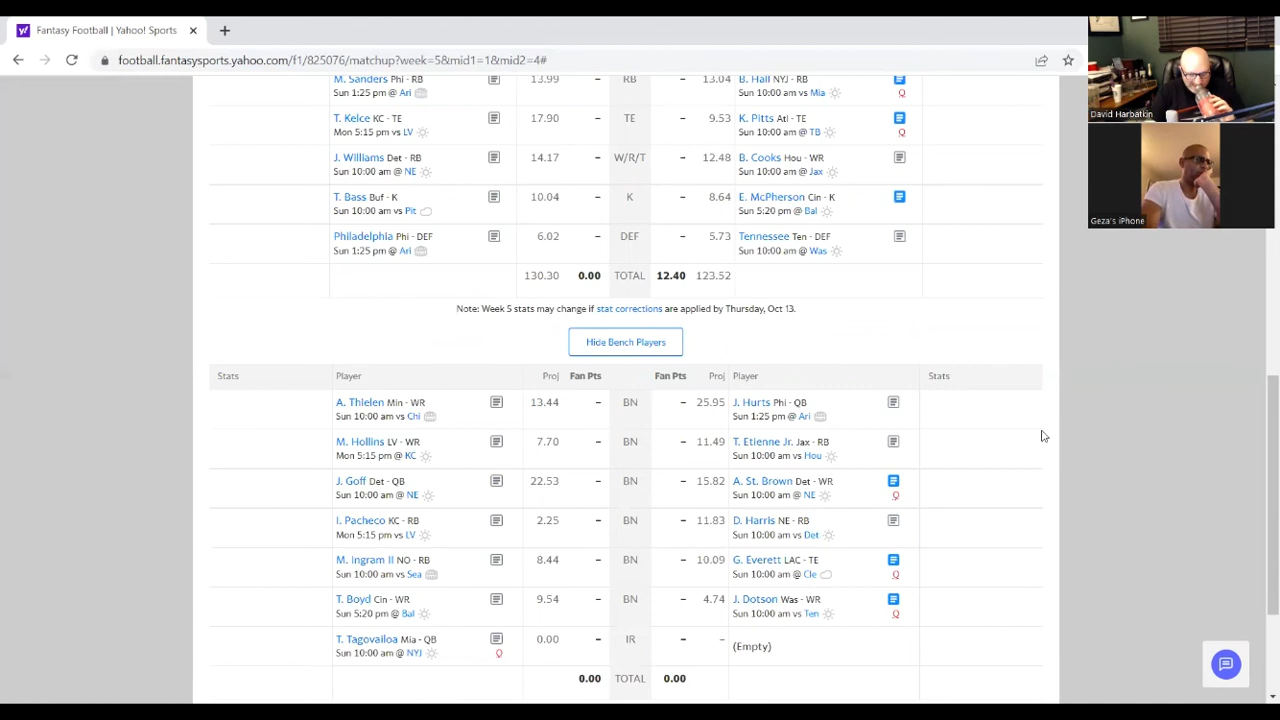 Fantasy Football | Yahoo! Sports
football.fantasysports.yahoo.com/f1/825076/matchup?week=5&mid1=1&mid2=4#
M. Sanders Phi - RB 13.99 – RB – 13.04 B. Hall NYJ - RB
Sun 1:25 pm @ Ari Sun 10:00 am vs Mia Q
T. Kelce KC - TE 17.90 – TE – 9.53 K. Pitts Atl - TE
Mon 5:15 pm vs LV Sun 10:00 am @ TB Q
J. Williams Det - RB 14.17 – W/R/T – 12.48 B. Cooks Hou - WR
Sun 10:00 am @ NE Sun 10:00 am @ Jax
T. Bass Buf - K 10.04 – K – 8.64 E. McPherson Cin - K
Sun 10:00 am vs Pit Sun 5:20 pm @ Bal
Philadelphia Phi - DEF 6.02 – DEF – 5.73 Tennessee Ten - DEF
Sun 1:25 pm @ Ari Sun 10:00 am @ Was
130.30 0.00 TOTAL 12.40 123.52
Note: Week 5 stats may change if stat corrections are applied by Thursday, Oct 13.
Hide Bench Players
Stats Player Proj Fan Pts Fan Pts Proj Player Stats
A. Thielen Min - WR 13.44 – BN – 25.95 J. Hurts Phi - QB
Sun 10:00 am vs Chi Sun 1:25 pm @ Ari
M. Hollins LV - WR 7.70 – BN – 11.49 T. Etienne Jr. Jax - RB
Mon 5:15 pm @ KC Sun 10:00 am vs Hou
J. Goff Det - QB 22.53 – BN – 15.82 A. St. Brown Det - WR
Sun 10:00 am @ NE Sun 10:00 am @ NE Q
I. Pacheco KC - RB 2.25 – BN – 11.83 D. Harris NE - RB
Mon 5:15 pm vs LV Sun 10:00 am vs Det
M. Ingram II NO - RB 8.44 – BN – 10.09 G. Everett LAC - TE
Sun 10:00 am vs Sea Sun 10:00 am @ Cle Q
T. Boyd Cin - WR 9.54 – BN – 4.74 J. Dotson Was - WR
Sun 5:20 pm @ Bal Sun 10:00 am vs Ten Q
T. Tagovailoa Mia - QB 0.00 – IR – – (Empty)
Sun 10:00 am @ NYJ Q
0.00 TOTAL 0.00
David Harbatkin
Geza's iPhone